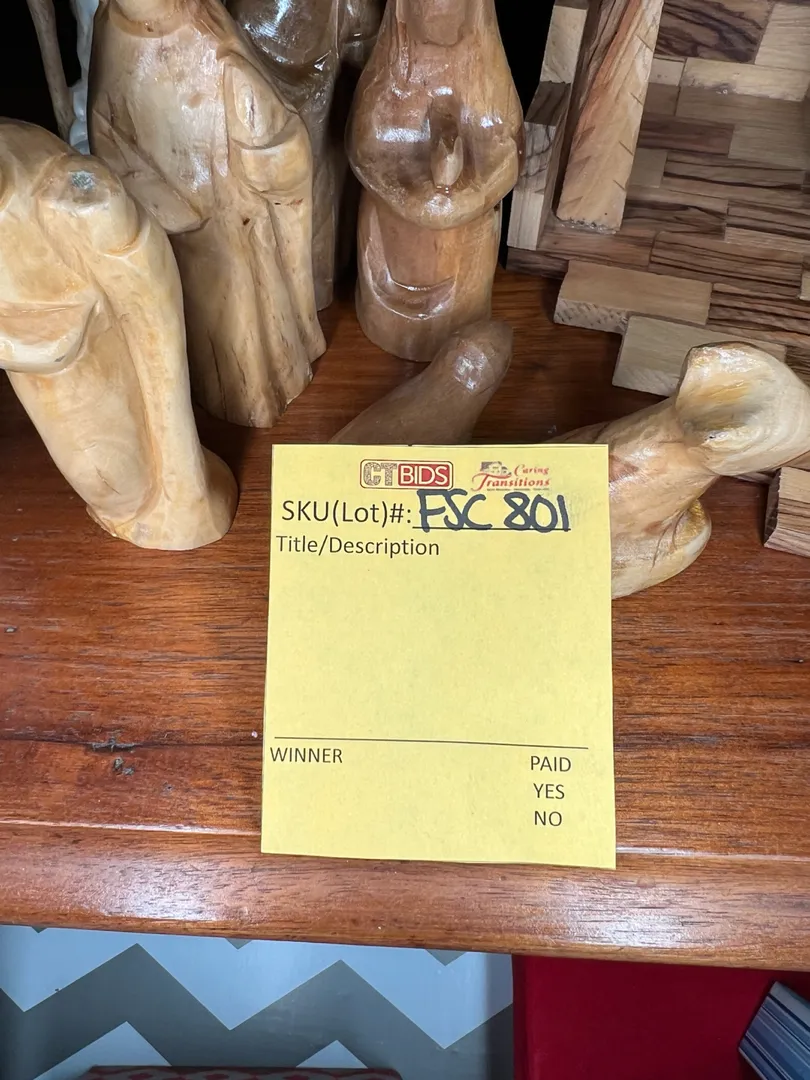 CTBIDS Caring Transitions
SKU(Lot)#: FSC 801
Title/Description
WINNER PAID
YES
NO